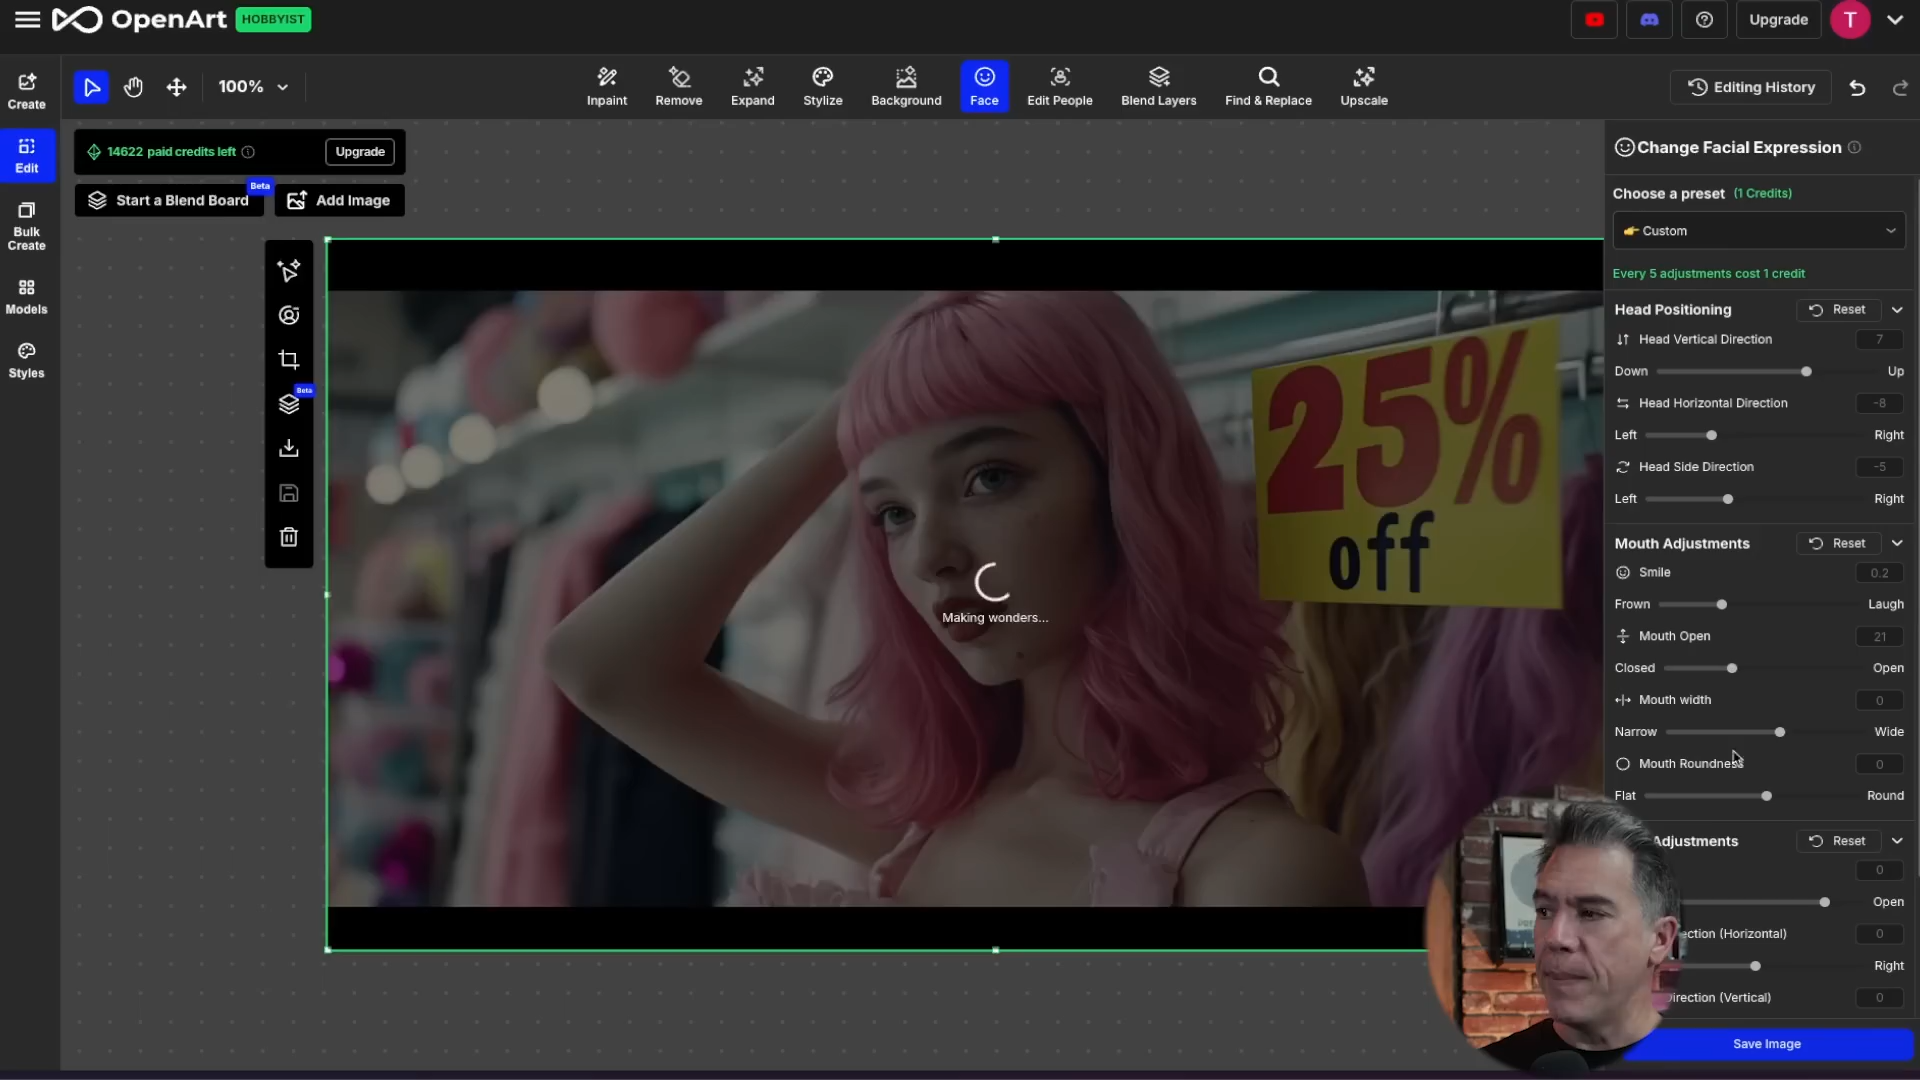 OpenArt HOBBYIST
Upgrade
T
Create
Edit
Bulk
Create
Models
Styles
100%
Inpaint
Remove
Expand
Stylize
Background
Face
Edit People
Blend Layers
Find & Replace
Upscale
Editing History
14622 paid credits left
Upgrade
Start a Blend Board
Beta
Add Image
Beta
25%
off
Making wonders...
Change Facial Expression
Choose a preset (1 Credits)
Custom
Every 5 adjustments cost 1 credit
Head Positioning
Reset
Head Vertical Direction
7
Down
Up
Head Horizontal Direction
-8
Left
Right
Head Side Direction
-5
Left
Right
Mouth Adjustments
Reset
Smile
0.2
Frown
Laugh
Mouth Open
21
Closed
Open
Mouth width
0
Narrow
Wide
Mouth Roundness
0
Flat
Round
Adjustments
Reset
0
Open
(Horizontal)
0
Right
Direction (Vertical)
0
Save Image